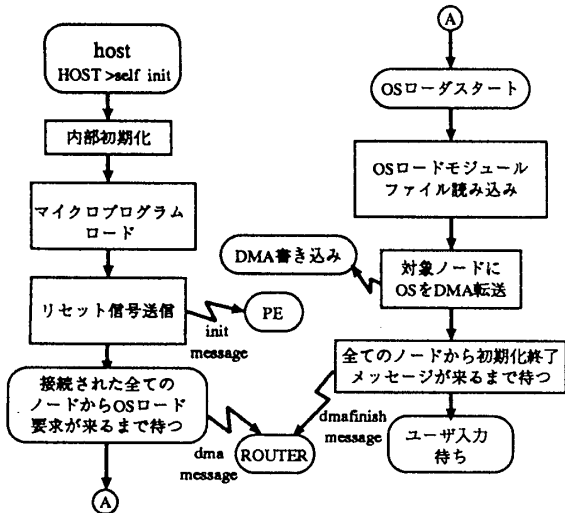 host
HOST >self init
内部初期化
マイクロプログラム
ロード
リセット信号送信
init
message
PE
接続された全ての
ノードからOSロード
要求が来るまで待つ
dma
message
ROUTER
A
A
OSローダスタート
OSロードモジュール
ファイル読み込み
DMA書き込み
対象ノードに
OSをDMA転送
全てのノードから初期化終了
メッセージが来るまで待つ
dmafinish
message
ユーザ入力
待ち